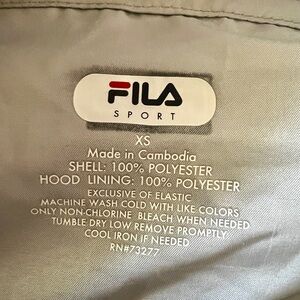 FILA
SPORT
XS
Made in Cambodia
SHELL: 100% POLYESTER
HOOD LINING: 100% POLYESTER
EXCLUSIVE OF ELASTIC
MACHINE WASH COLD WITH LIKE COLORS
ONLY NON-CHLORINE BLEACH WHEN NEEDED
TUMBLE DRY LOW REMOVE PROMPTLY
COOL IRON IF NEEDED
RN#73277